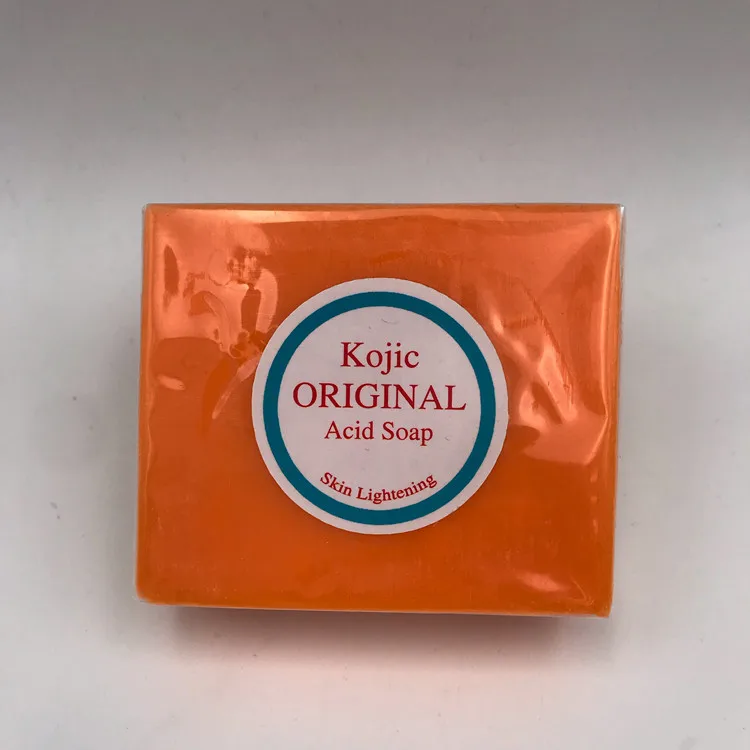 Kojic
ORIGINAL
Acid Soap
Skin Lightening